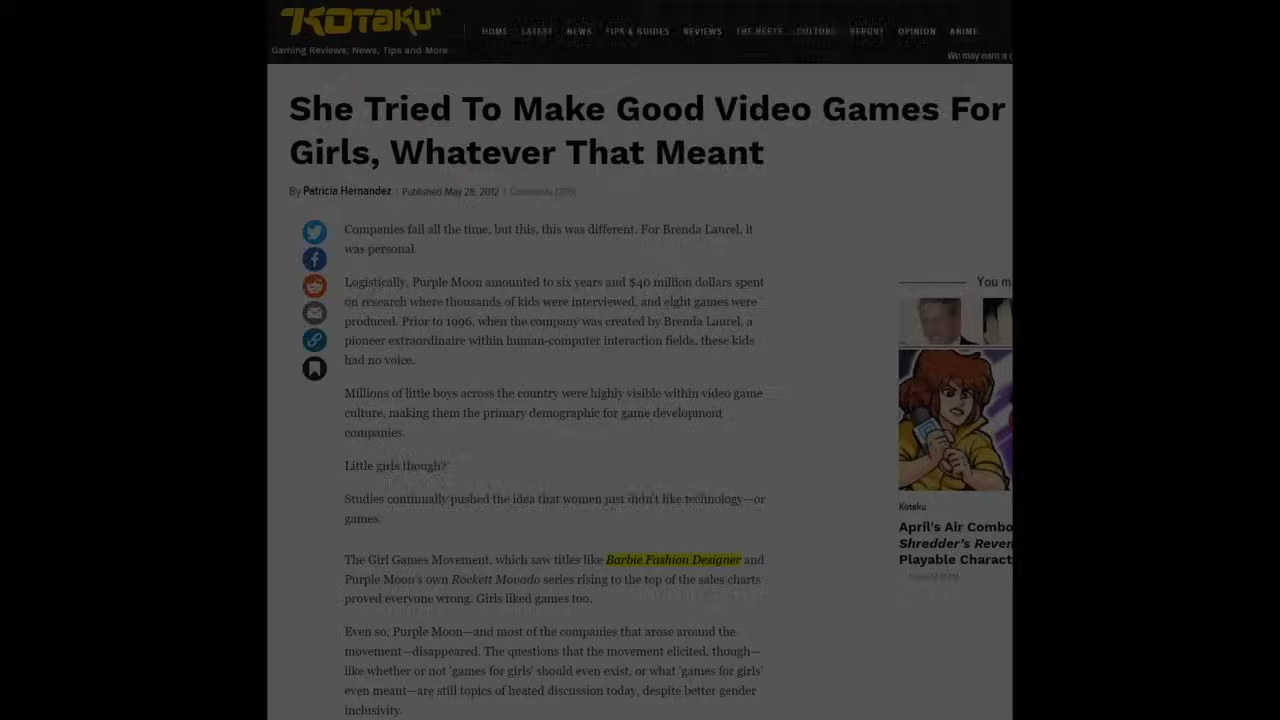 KOTAKU
Gaming Reviews, News, Tips and More
HOME LATEST NEWS TIPS & GUIDES REVIEWS THE BESTS CULTURE REPORT OPINION ANIME
We may earn a c
She Tried To Make Good Video Games For
Girls, Whatever That Meant
By Patricia Hernandez | Published May 28, 2012 | Comments
Companies fail all the time, but this, this was different. For Brenda Laurel, it
was personal.
Logistically, Purple Moon amounted to six years and $40 million dollars spent
on research where thousands of kids were interviewed, and eight games were
produced. Prior to 1996, when the company was created by Brenda Laurel, a
pioneer extraordinaire within human-computer interaction fields, these kids
had no voice.
Millions of little boys across the country were highly visible within video game
culture, making them the primary demographic for game development
companies.
Little girls though?
Studies continually pushed the idea that women just didn't like technology—or
games.
The Girl Games Movement, which saw titles like Barbie Fashion Designer and
Purple Moon's own Rockett Movado series rising to the top of the sales charts
proved everyone wrong. Girls liked games too.
Even so, Purple Moon—and most of the companies that arose around the
movement—disappeared. The questions that the movement elicited, though—
like whether or not 'games for girls' should even exist, or what 'games for girls'
even meant—are still topics of heated discussion today, despite better gender
inclusivity.
You m
Kotaku
April's Air Combo
Shredder's Reven
Playable Charact